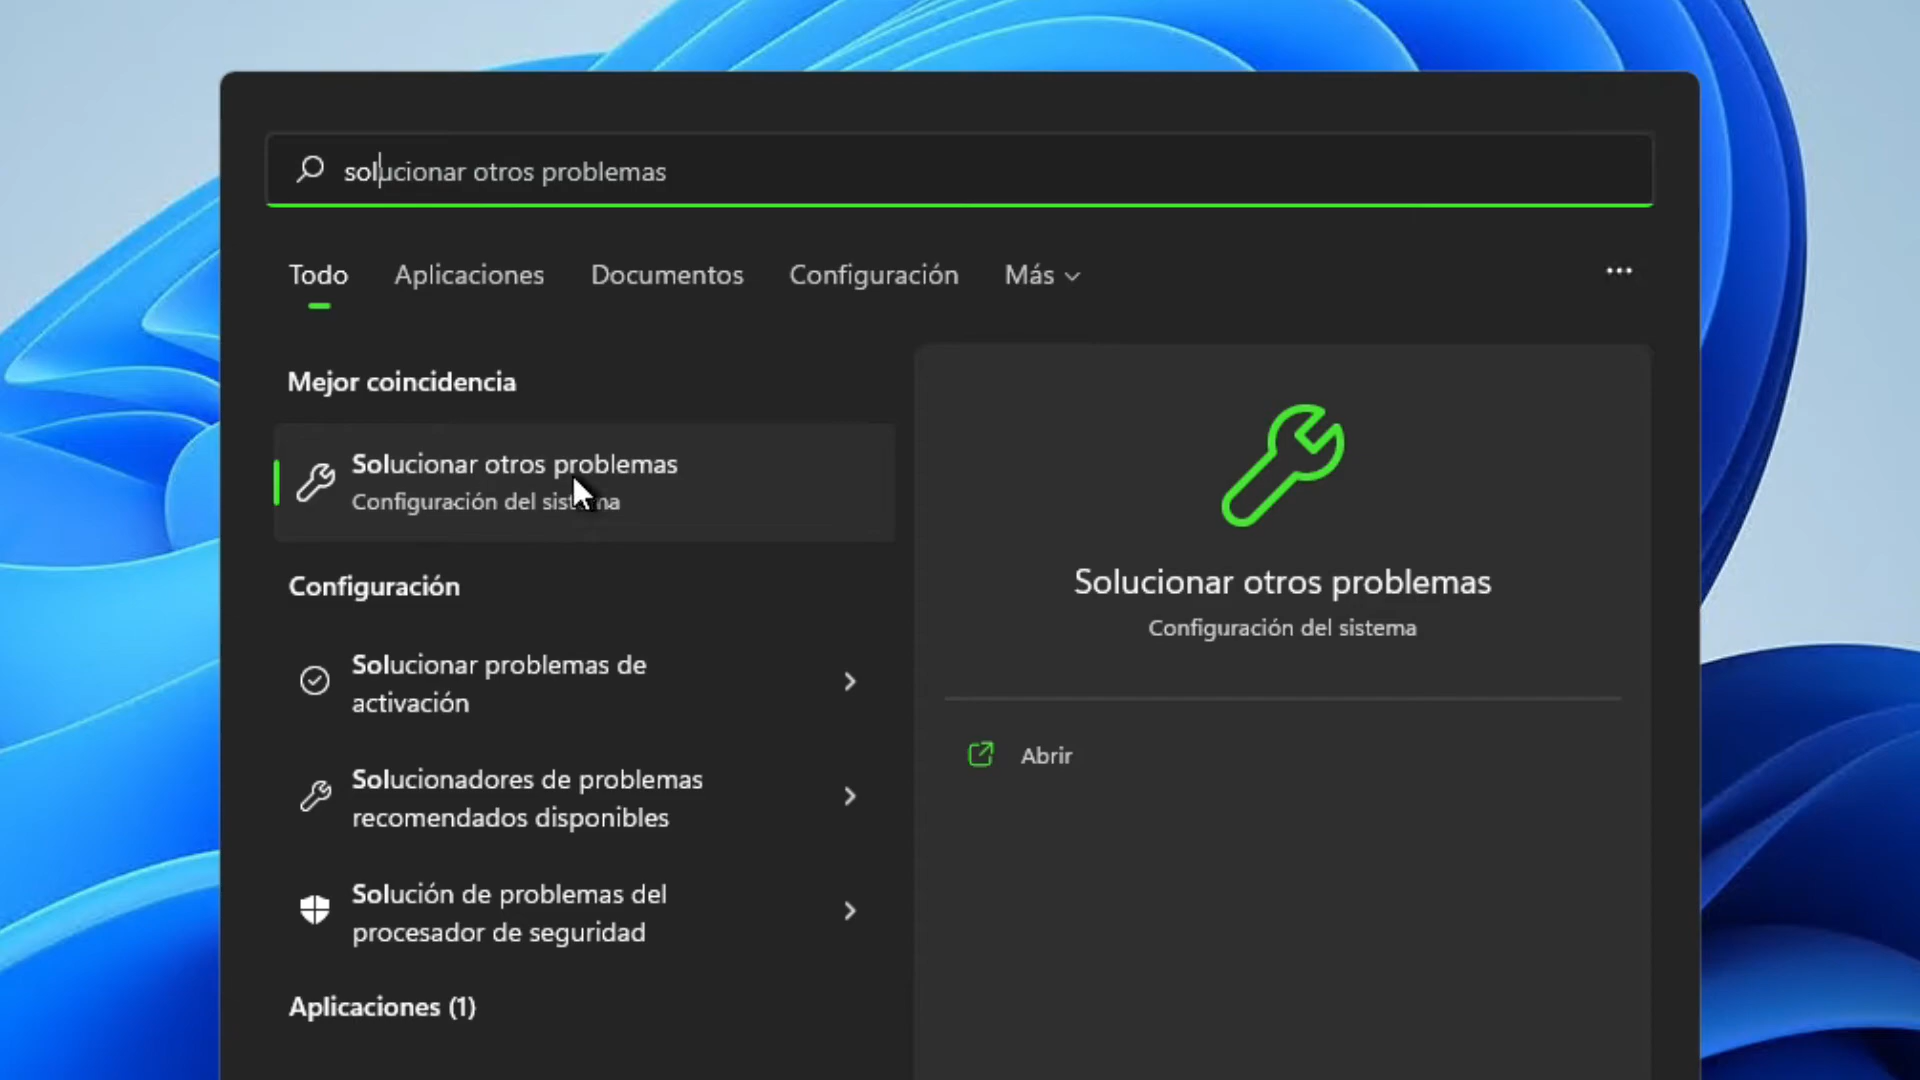 solucionar otros problemas
Todo Aplicaciones Documentos Configuración Más
Mejor coincidencia
Solucionar otros problemas
Configuración del sistema
Configuración
Solucionar problemas de
activación
Solucionadores de problemas
recomendados disponibles
Solución de problemas del
procesador de seguridad
Aplicaciones (1)
Solucionar otros problemas
Configuración del sistema
Abrir